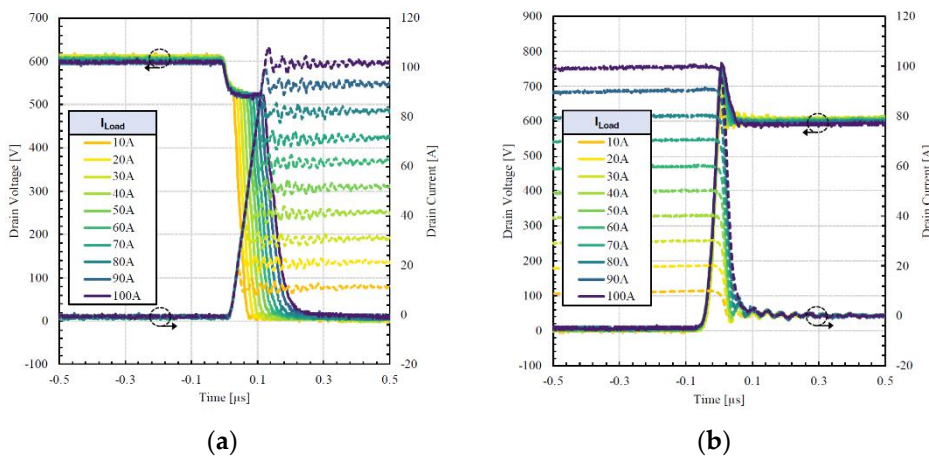 (a)
120
700
600
100
500
80
I_Load
400
10A
60
20A
300
30A
40A
40
50A
200
60A
70A
20
80A
100
90A
100A
0
0
-100
-20
-0.5
-0.3
-0.1
0.1
0.3
0.5
Drain Voltage [V]
Drain Current [A]
Time [µs]
(b)
900
120
800
100
700
80
600
I_Load
500
10A
60
20A
400
30A
40A
40
300
50A
60A
200
70A
20
80A
100
90A
100A
0
0
-100
-20
-0.5
-0.3
-0.1
0.1
0.3
0.5
Drain Voltage [V]
Drain Current [A]
Time [µs]
(a)
(b)